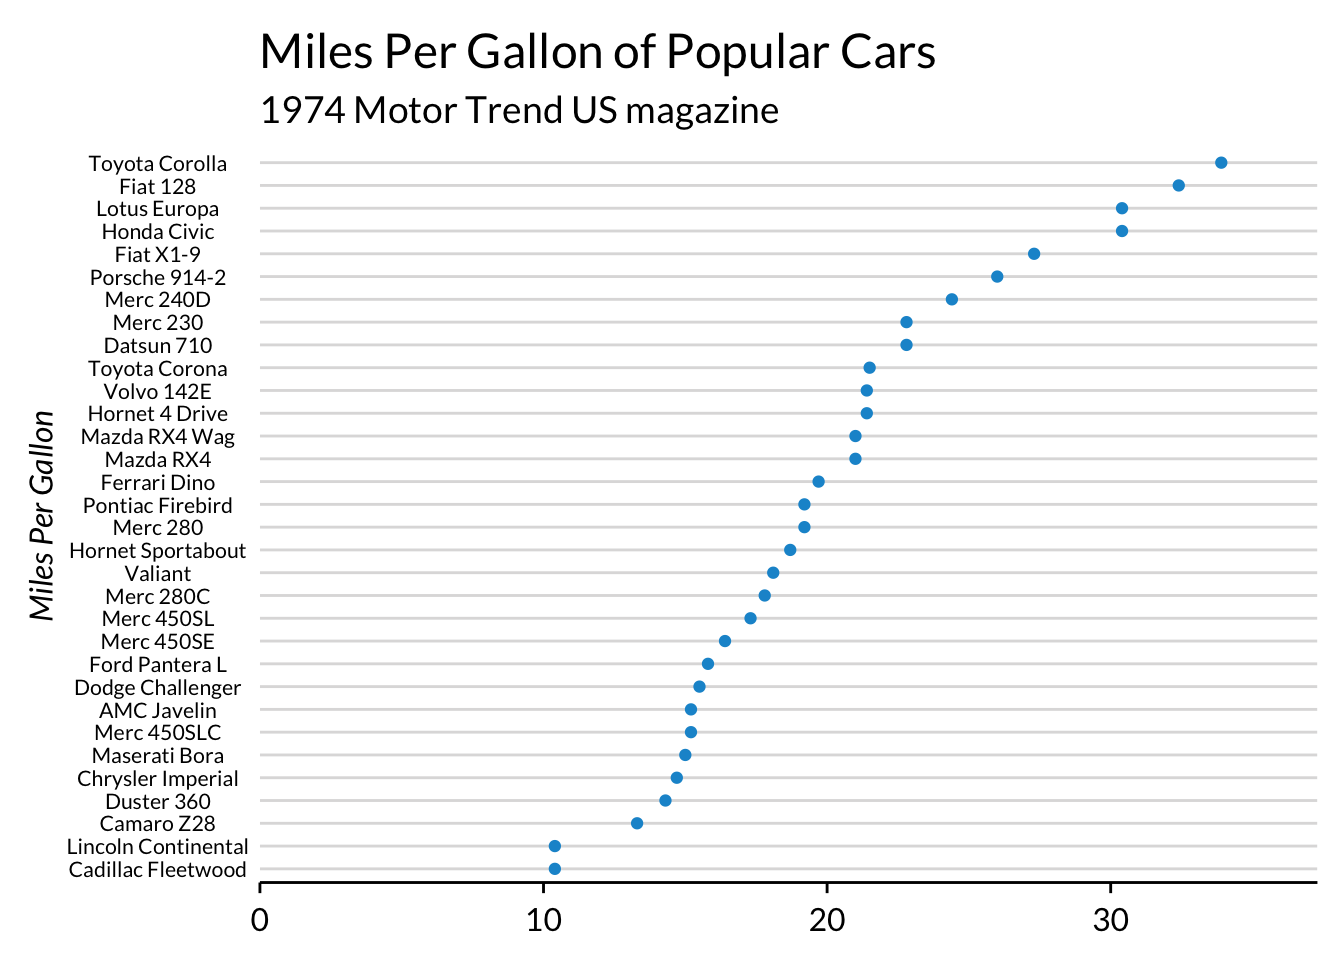 Miles Per Gallon of Popular Cars
1974 Motor Trend US magazine
Toyota Corolla
Fiat 128
Lotus Europa
Honda Civic
Fiat X1-9
Porsche 914-2
Merc 240D
Merc 230
Datsun 710
Toyota Corona
Volvo 142E
Hornet 4 Drive
Mazda RX4 Wag
Mazda RX4
Ferrari Dino
Pontiac Firebird
Merc 280
Hornet Sportabout
Valiant
Merc 280C
Merc 450SL
Merc 450SE
Ford Pantera L
Dodge Challenger
AMC Javelin
Merc 450SLC
Maserati Bora
Chrysler Imperial
Duster 360
Camaro Z28
Lincoln Continental
Cadillac Fleetwood
Miles Per Gallon
0 10 20 30